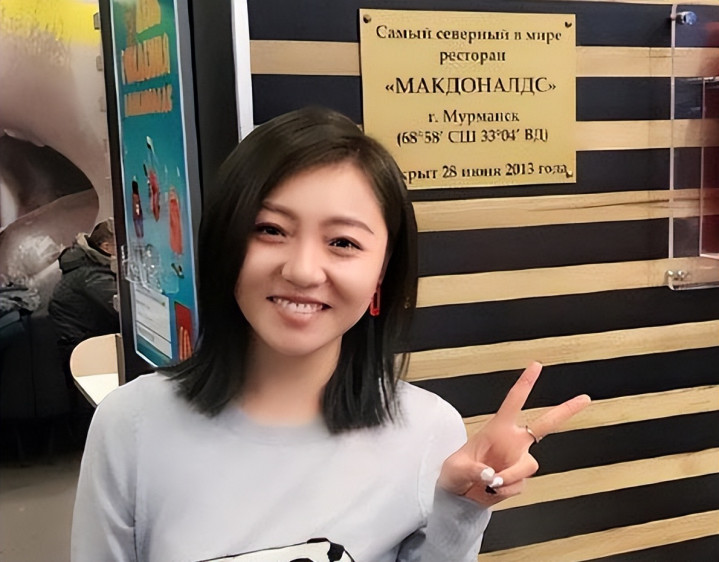 Самый северный в мире
ресторан
«МАКДОНАЛДС»
г. Мурманск
(68°58′ СШ 33°04′ ВД)
28 июня 2013 года